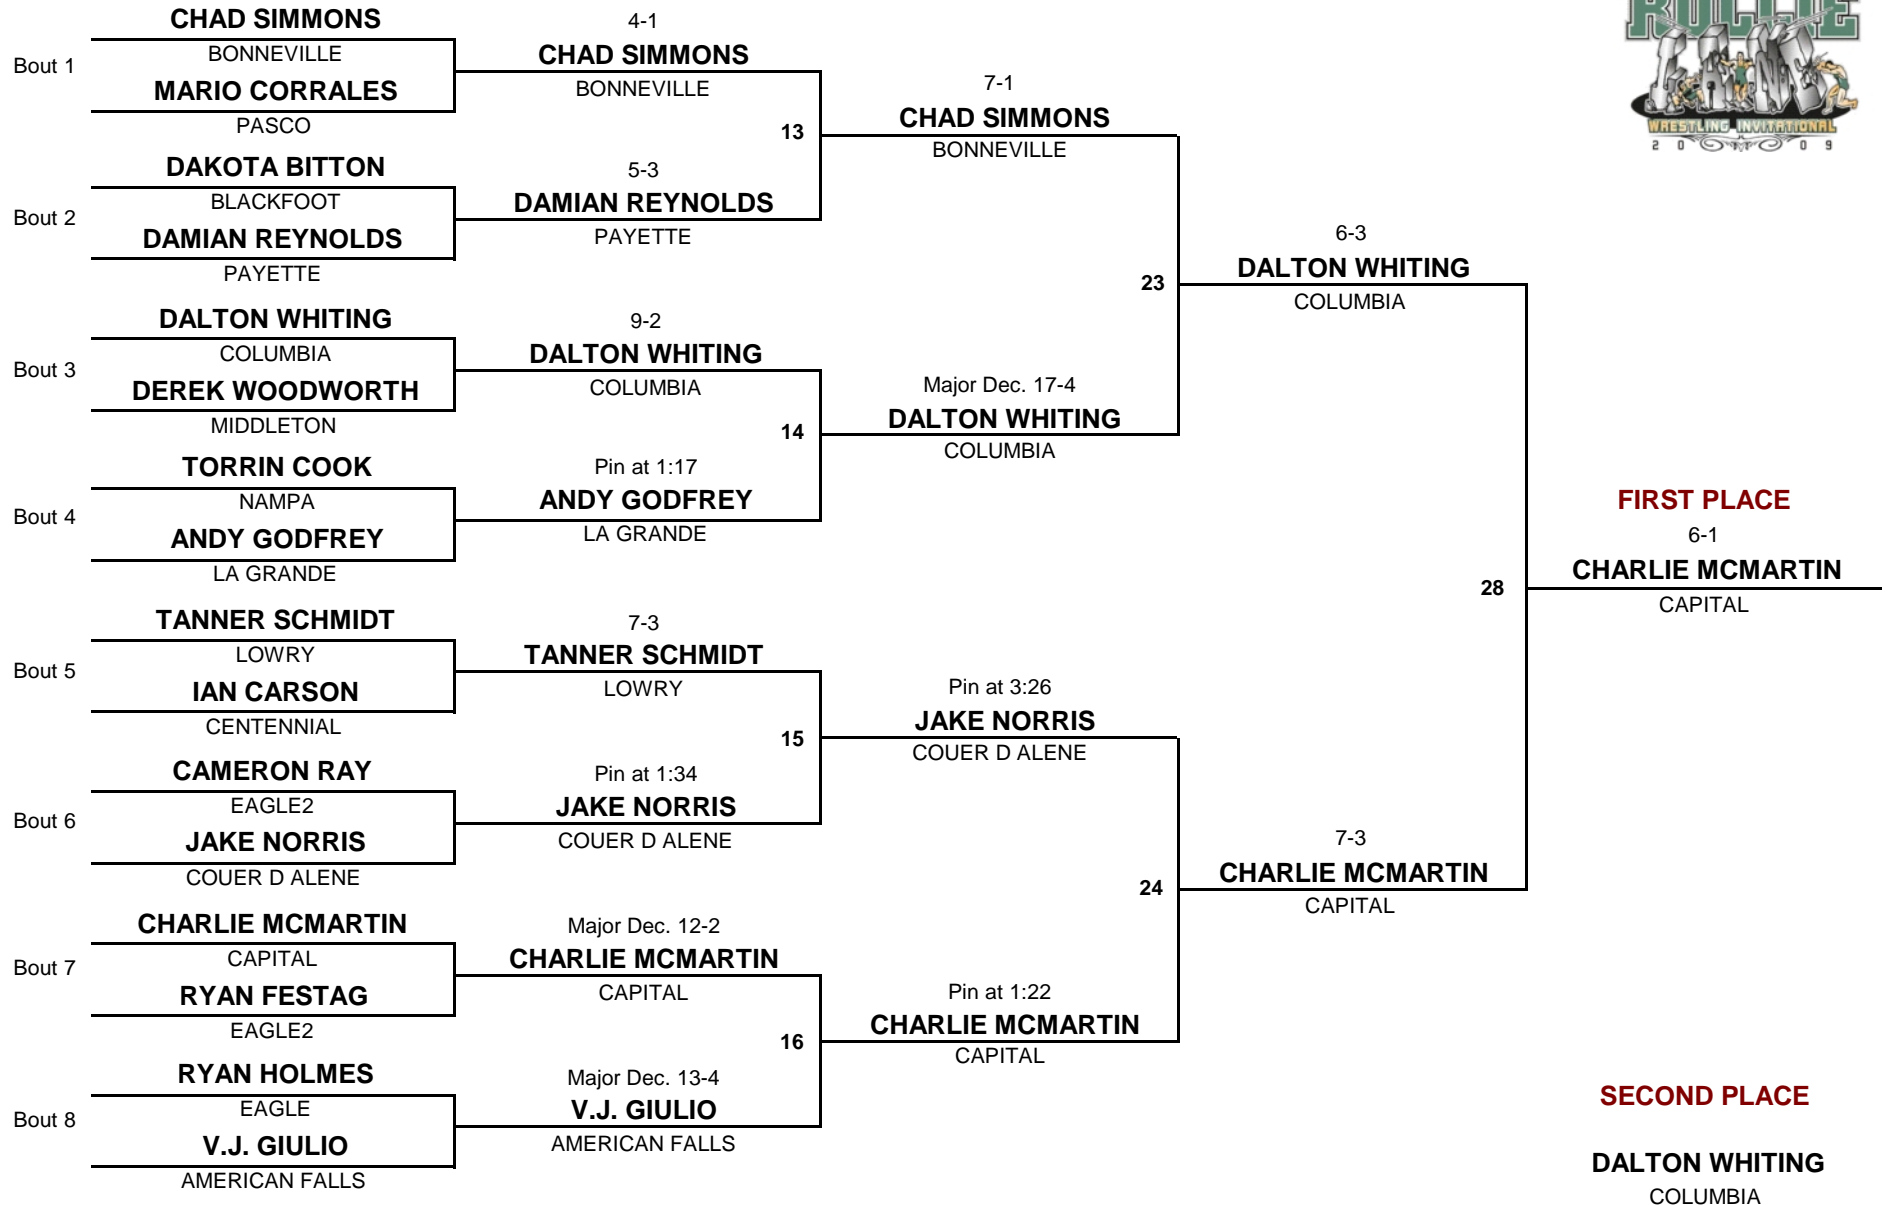 ROLLIE
LANE
WRESTLING INVITATIONAL
2009
CHAD SIMMONS
BONNEVILLE
Bout 1
MARIO CORRALES
PASCO
DAKOTA BITTON
BLACKFOOT
Bout 2
DAMIAN REYNOLDS
PAYETTE
DALTON WHITING
COLUMBIA
Bout 3
DEREK WOODWORTH
MIDDLETON
TORRIN COOK
NAMPA
Bout 4
ANDY GODFREY
LA GRANDE
TANNER SCHMIDT
LOWRY
Bout 5
IAN CARSON
CENTENNIAL
CAMERON RAY
EAGLE2
Bout 6
JAKE NORRIS
COUER D ALENE
CHARLIE MCMARTIN
CAPITAL
Bout 7
RYAN FESTAG
EAGLE2
RYAN HOLMES
EAGLE
Bout 8
V.J. GIULIO
AMERICAN FALLS
4-1
CHAD SIMMONS
BONNEVILLE
13
5-3
DAMIAN REYNOLDS
PAYETTE
9-2
DALTON WHITING
COLUMBIA
14
Pin at 1:17
ANDY GODFREY
LA GRANDE
7-3
TANNER SCHMIDT
LOWRY
15
Pin at 1:34
JAKE NORRIS
COUER D ALENE
Major Dec. 12-2
CHARLIE MCMARTIN
CAPITAL
16
Major Dec. 13-4
V.J. GIULIO
AMERICAN FALLS
7-1
CHAD SIMMONS
BONNEVILLE
23
Major Dec. 17-4
DALTON WHITING
COLUMBIA
Pin at 3:26
JAKE NORRIS
COUER D ALENE
24
Pin at 1:22
CHARLIE MCMARTIN
CAPITAL
6-3
DALTON WHITING
COLUMBIA
28
7-3
CHARLIE MCMARTIN
CAPITAL
FIRST PLACE
6-1
CHARLIE MCMARTIN
CAPITAL
SECOND PLACE
DALTON WHITING
COLUMBIA